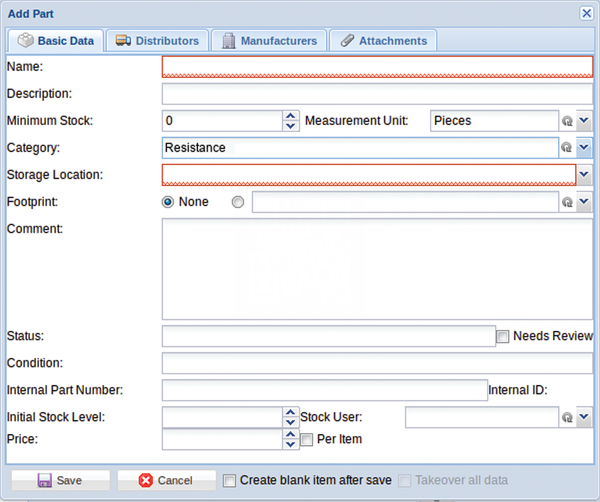 Add Part
Basic Data Distributors Manufacturers Attachments
Name:
Description:
Minimum Stock: 0 Measurement Unit: Pieces
Category: Resistance
Storage Location:
Footprint: None
Comment:
Status: Needs Review
Condition:
Internal Part Number: Internal ID:
Initial Stock Level: Stock User:
Price: Per Item
Save Cancel Create blank item after save Takeover all data